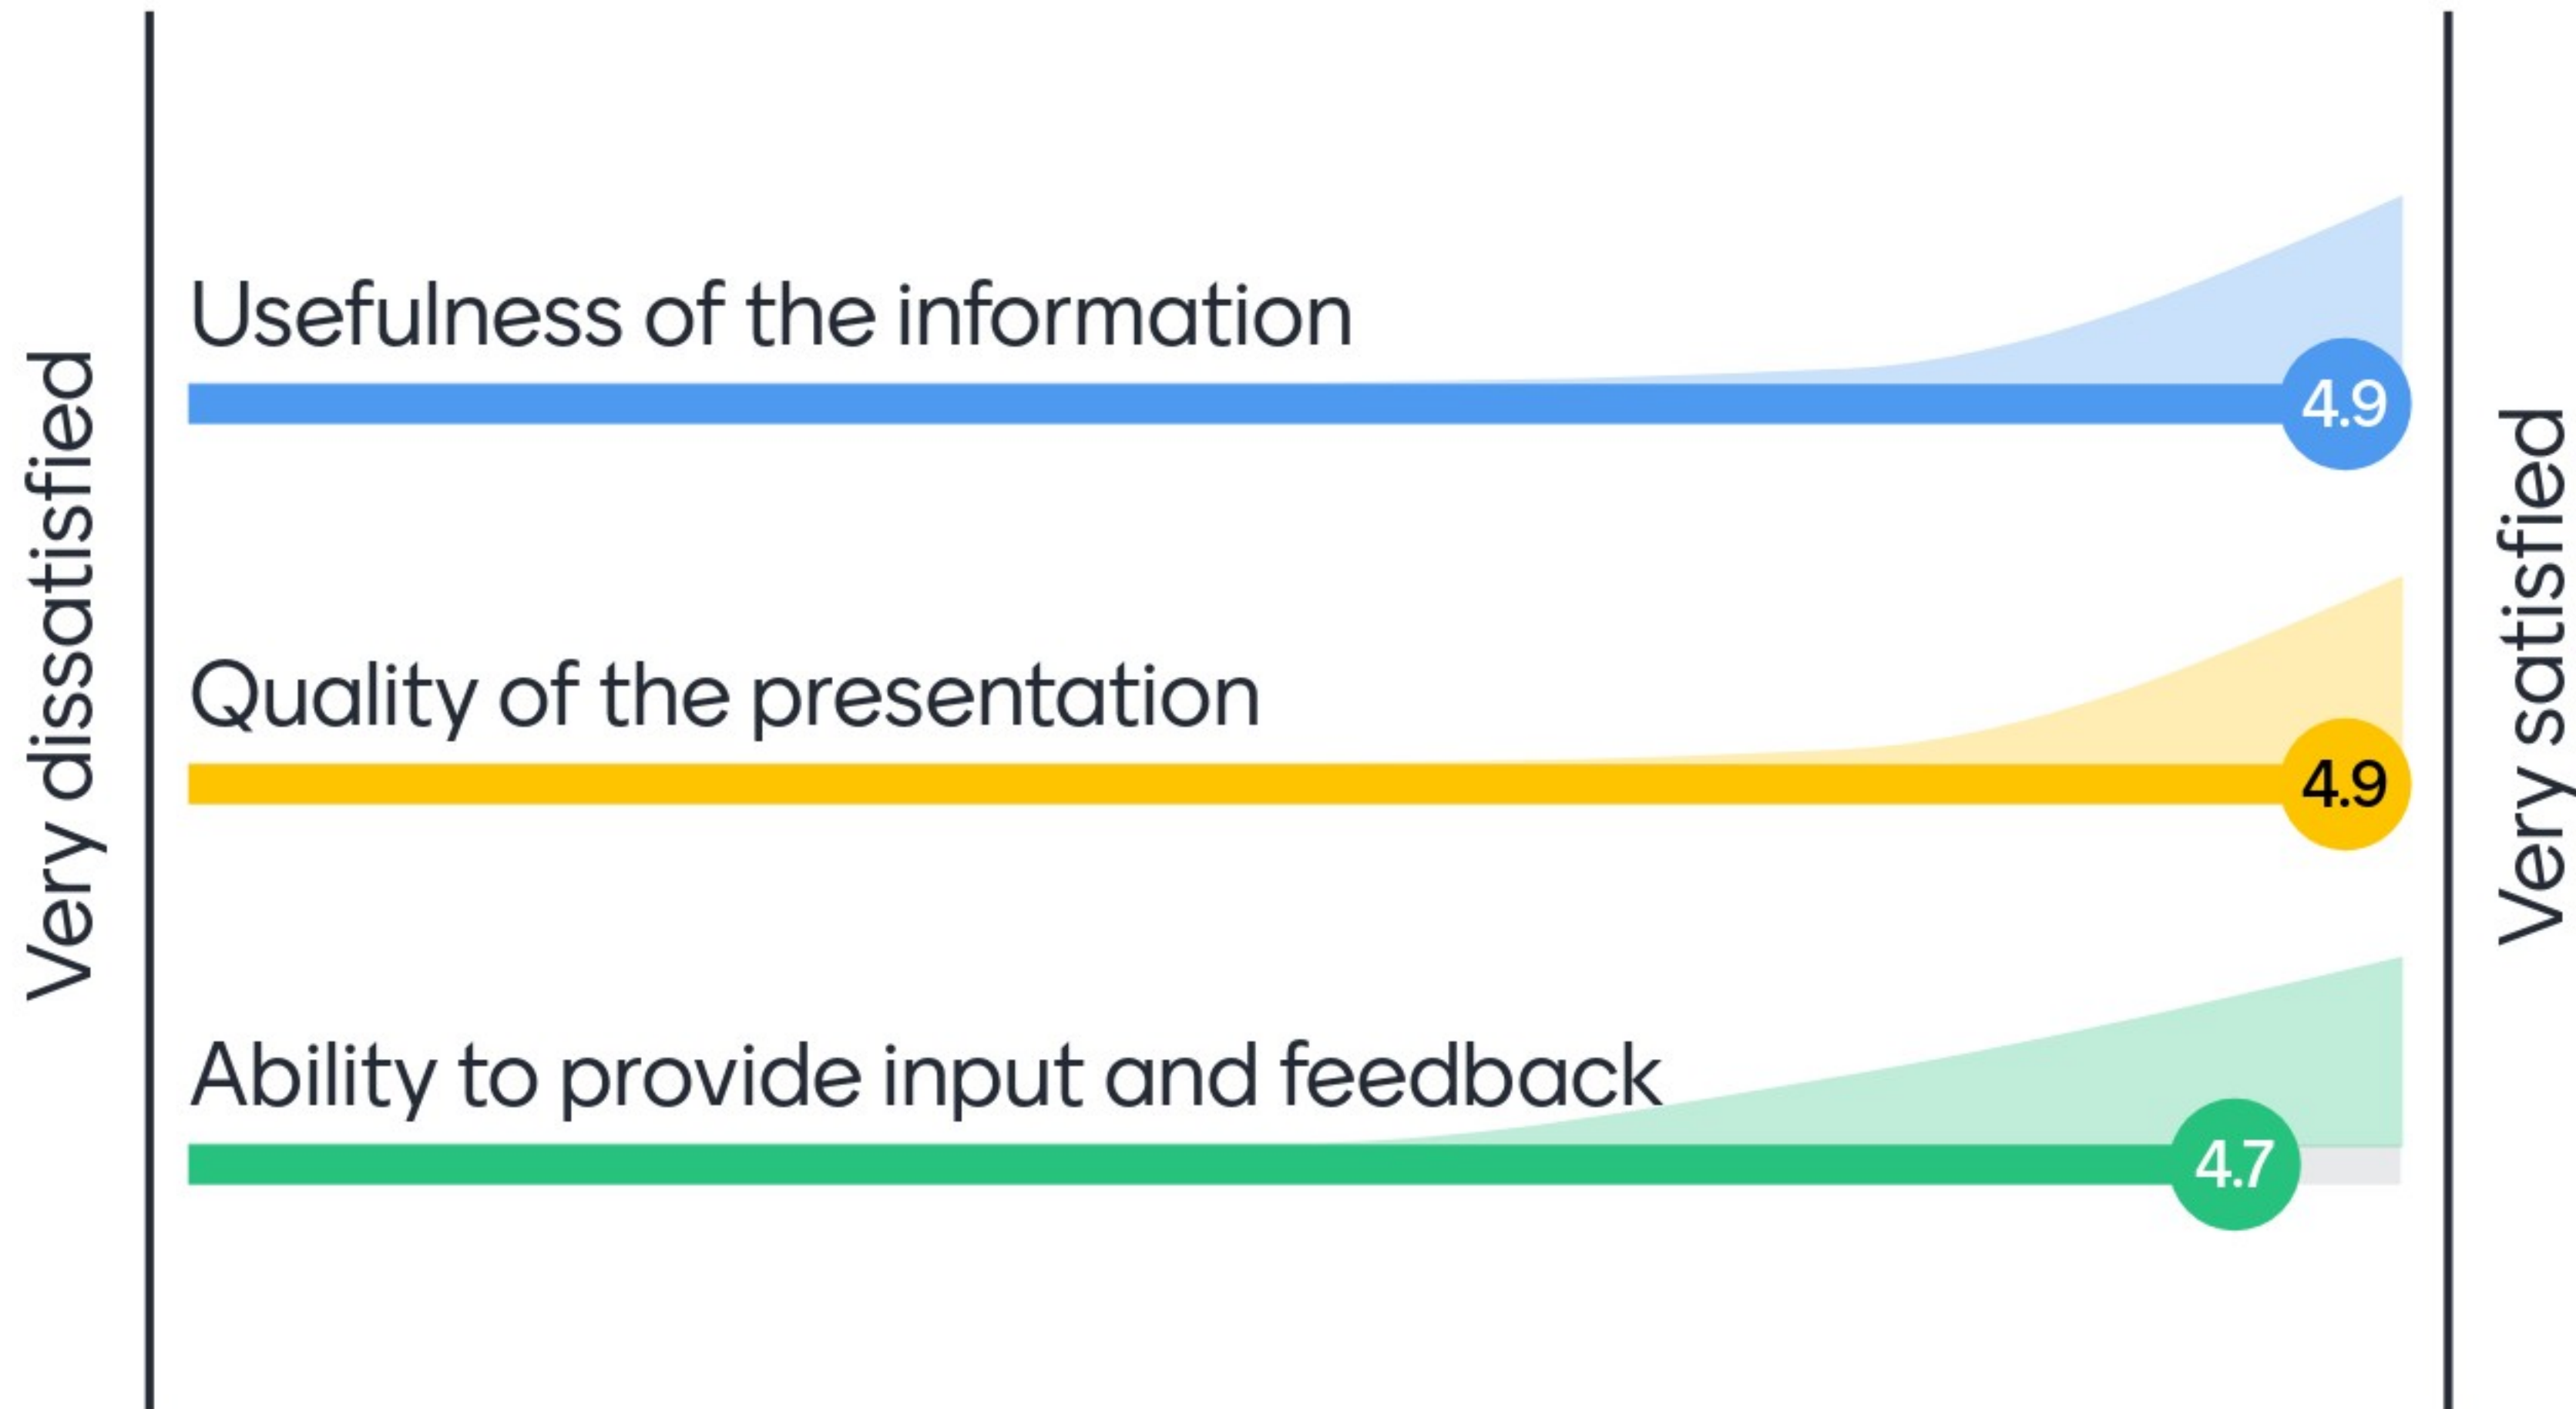 Very dissatisfied
Usefulness of the information
4.9
Quality of the presentation
4.9
Ability to provide input and feedback
4.7
Very satisfied